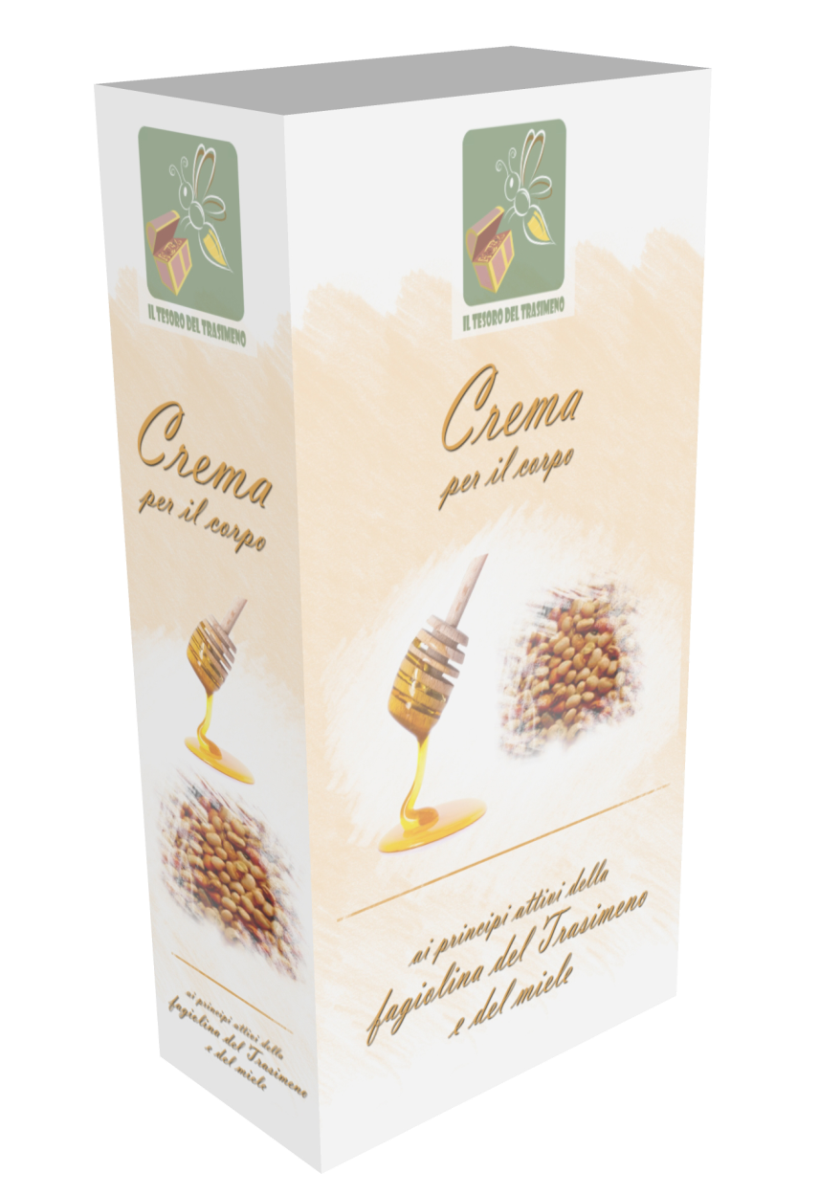 IL TESORO DEL TRASIMENO
Crema
per il corpo
ai principi attivi della
fagiolina del Trasimeno
e del miele
IL TESORO DEL TRASIMENO
Crema
per il corpo
ai principi attivi della
fagiolina del Trasimeno
e del miele